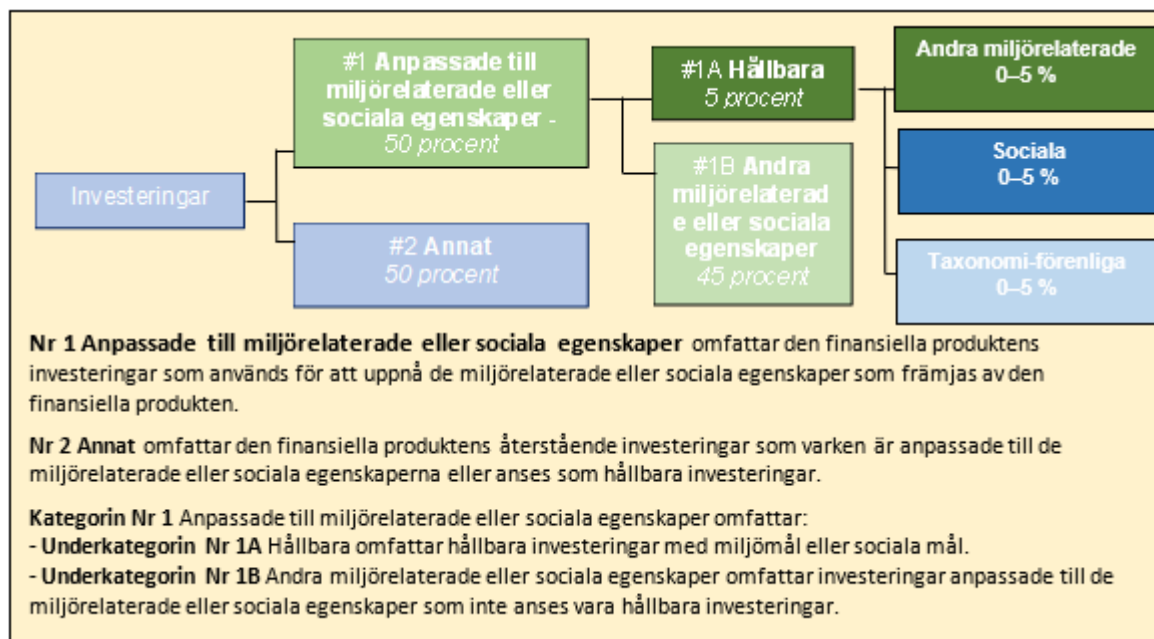 Investeringar
#1 Anpassade till
miljörelaterade eller
sociala egenskaper -
50 procent
#2 Annat
50 procent
#1A Hållbara
5 procent
#1B Andra
miljörelaterad
e eller sociala
egenskaper
45 procent
Andra miljörelaterade
0–5 %
Sociala
0–5 %
Taxonomi-förenliga
0–5 %
Nr 1 Anpassade till miljörelaterade eller sociala egenskaper omfattar den finansiella produktens
investeringar som används för att uppnå de miljörelaterade eller sociala egenskaper som främjas av den
finansiella produkten.
Nr 2 Annat omfattar den finansiella produktens återstående investeringar som varken är anpassade till de
miljörelaterade eller sociala egenskaperna eller anses som hållbara investeringar.
Kategorin Nr 1 Anpassade till miljörelaterade eller sociala egenskaper omfattar:
- Underkategorin Nr 1A Hållbara omfattar hållbara investeringar med miljömål eller sociala mål.
- Underkategorin Nr 1B Andra miljörelaterade eller sociala egenskaper omfattar investeringar anpassade till de
miljörelaterade eller sociala egenskaper som inte anses vara hållbara investeringar.